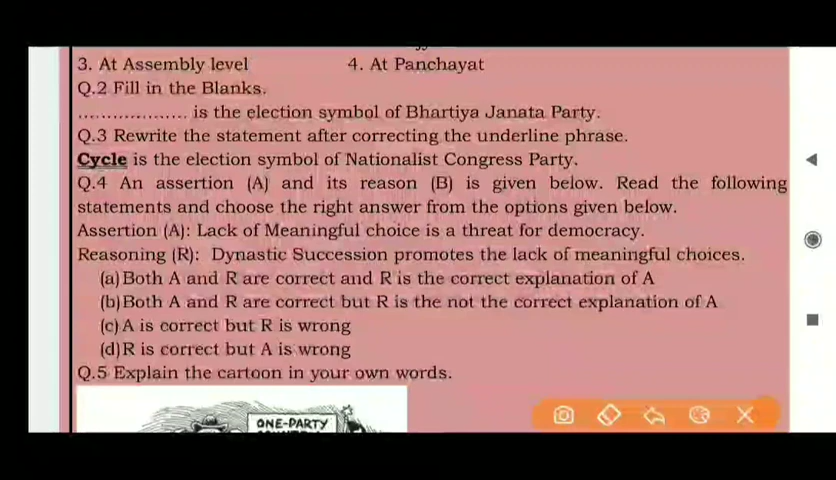 3. At Assembly level 4. At Panchayat
Q.2 Fill in the Blanks.
................... is the election symbol of Bhartiya Janata Party.
Q.3 Rewrite the statement after correcting the underline phrase.
Cycle is the election symbol of Nationalist Congress Party.
Q.4 An assertion (A) and its reason (B) is given below. Read the following
statements and choose the right answer from the options given below.
Assertion (A): Lack of Meaningful choice is a threat for democracy.
Reasoning (R): Dynastic Succession promotes the lack of meaningful choices.
(a) Both A and R are correct and R is the correct explanation of A
(b) Both A and R are correct but R is the not the correct explanation of A
(c) A is correct but R is wrong
(d) R is correct but A is wrong
Q.5 Explain the cartoon in your own words.
ONE-PARTY